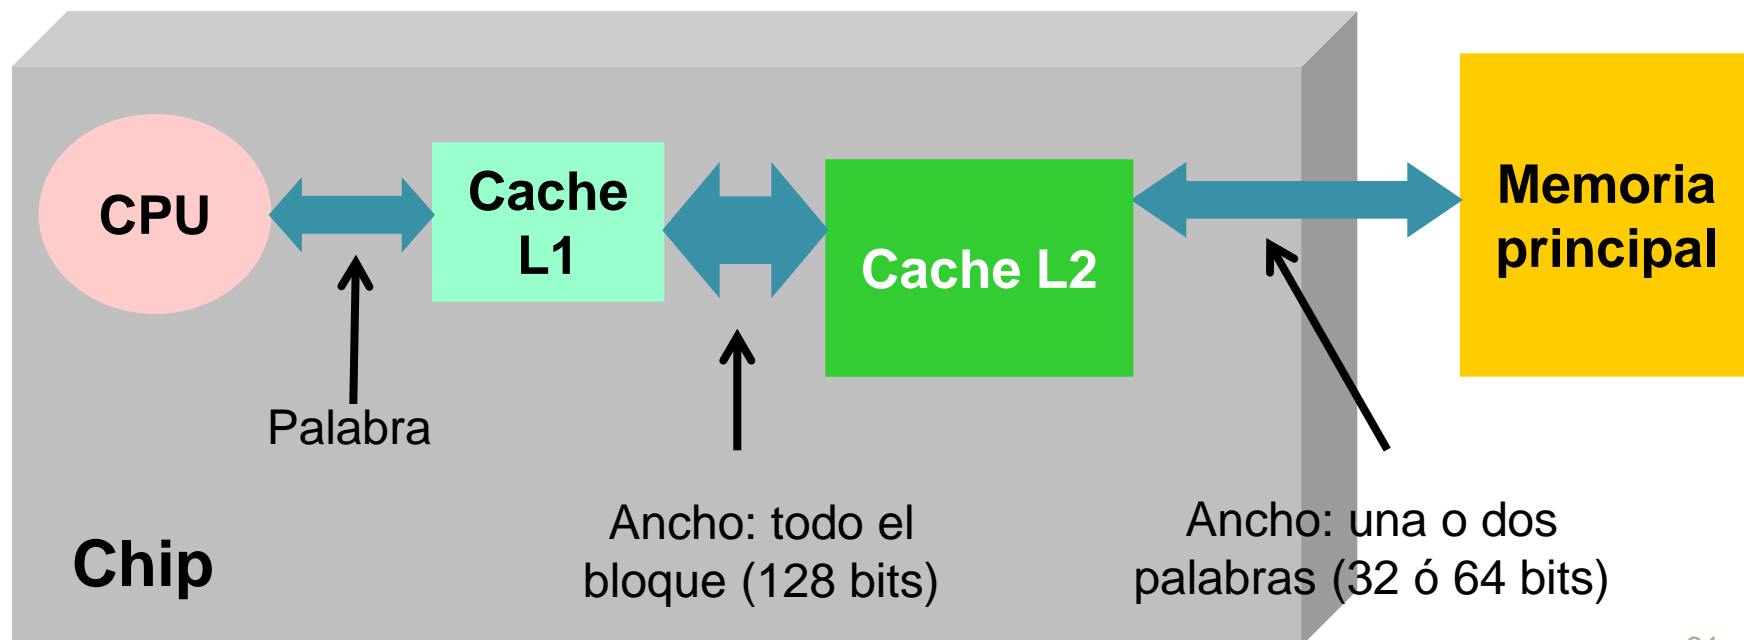 CPU
Cache
L1
Cache L2
Memoria
principal
Palabra
Ancho: todo el
bloque (128 bits)
Ancho: una o dos
palabras (32 ó 64 bits)
Chip